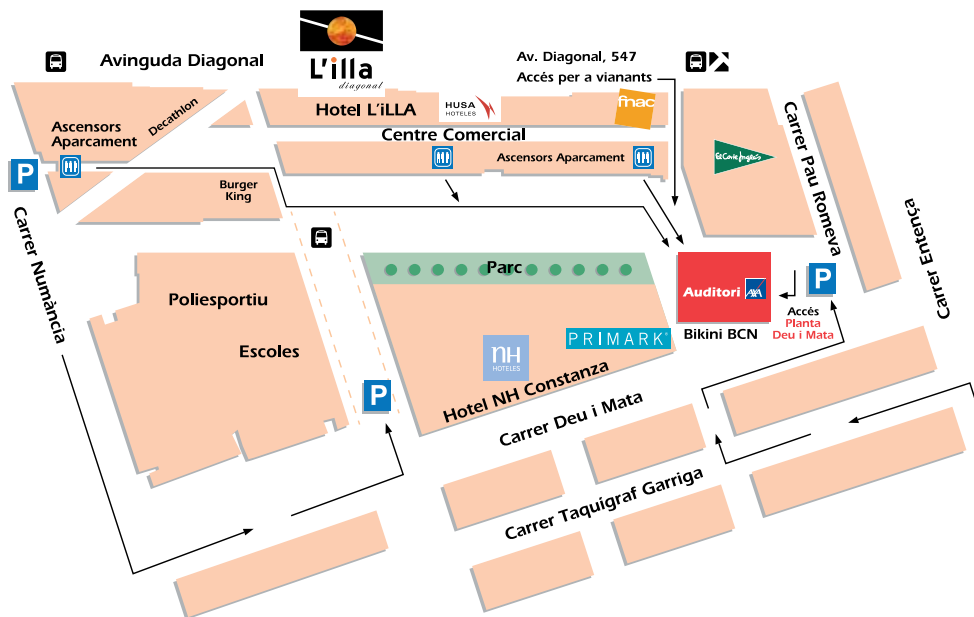 Avinguda Diagonal
L'illa
diagonal
Av. Diagonal, 547
Accés per a vianants
Hotel L'iLLA
HUSA
HOTELES
fnac
Decathlon
Ascensors
Aparcament
Centre Comercial
Ascensors Aparcament
El Corte Inglés
Carrer Pau Romeva
P
Burger
King
Carrer Numància
Carrer Entença
Parc
Poliesportiu
Auditori
AXA
P
Accés
Planta
Deu i Mata
Bikini BCN
PRIMARK
Escoles
nH
HOTELES
P
Hotel NH Constanza
Carrer Deu i Mata
Carrer Taquigraf Garriga